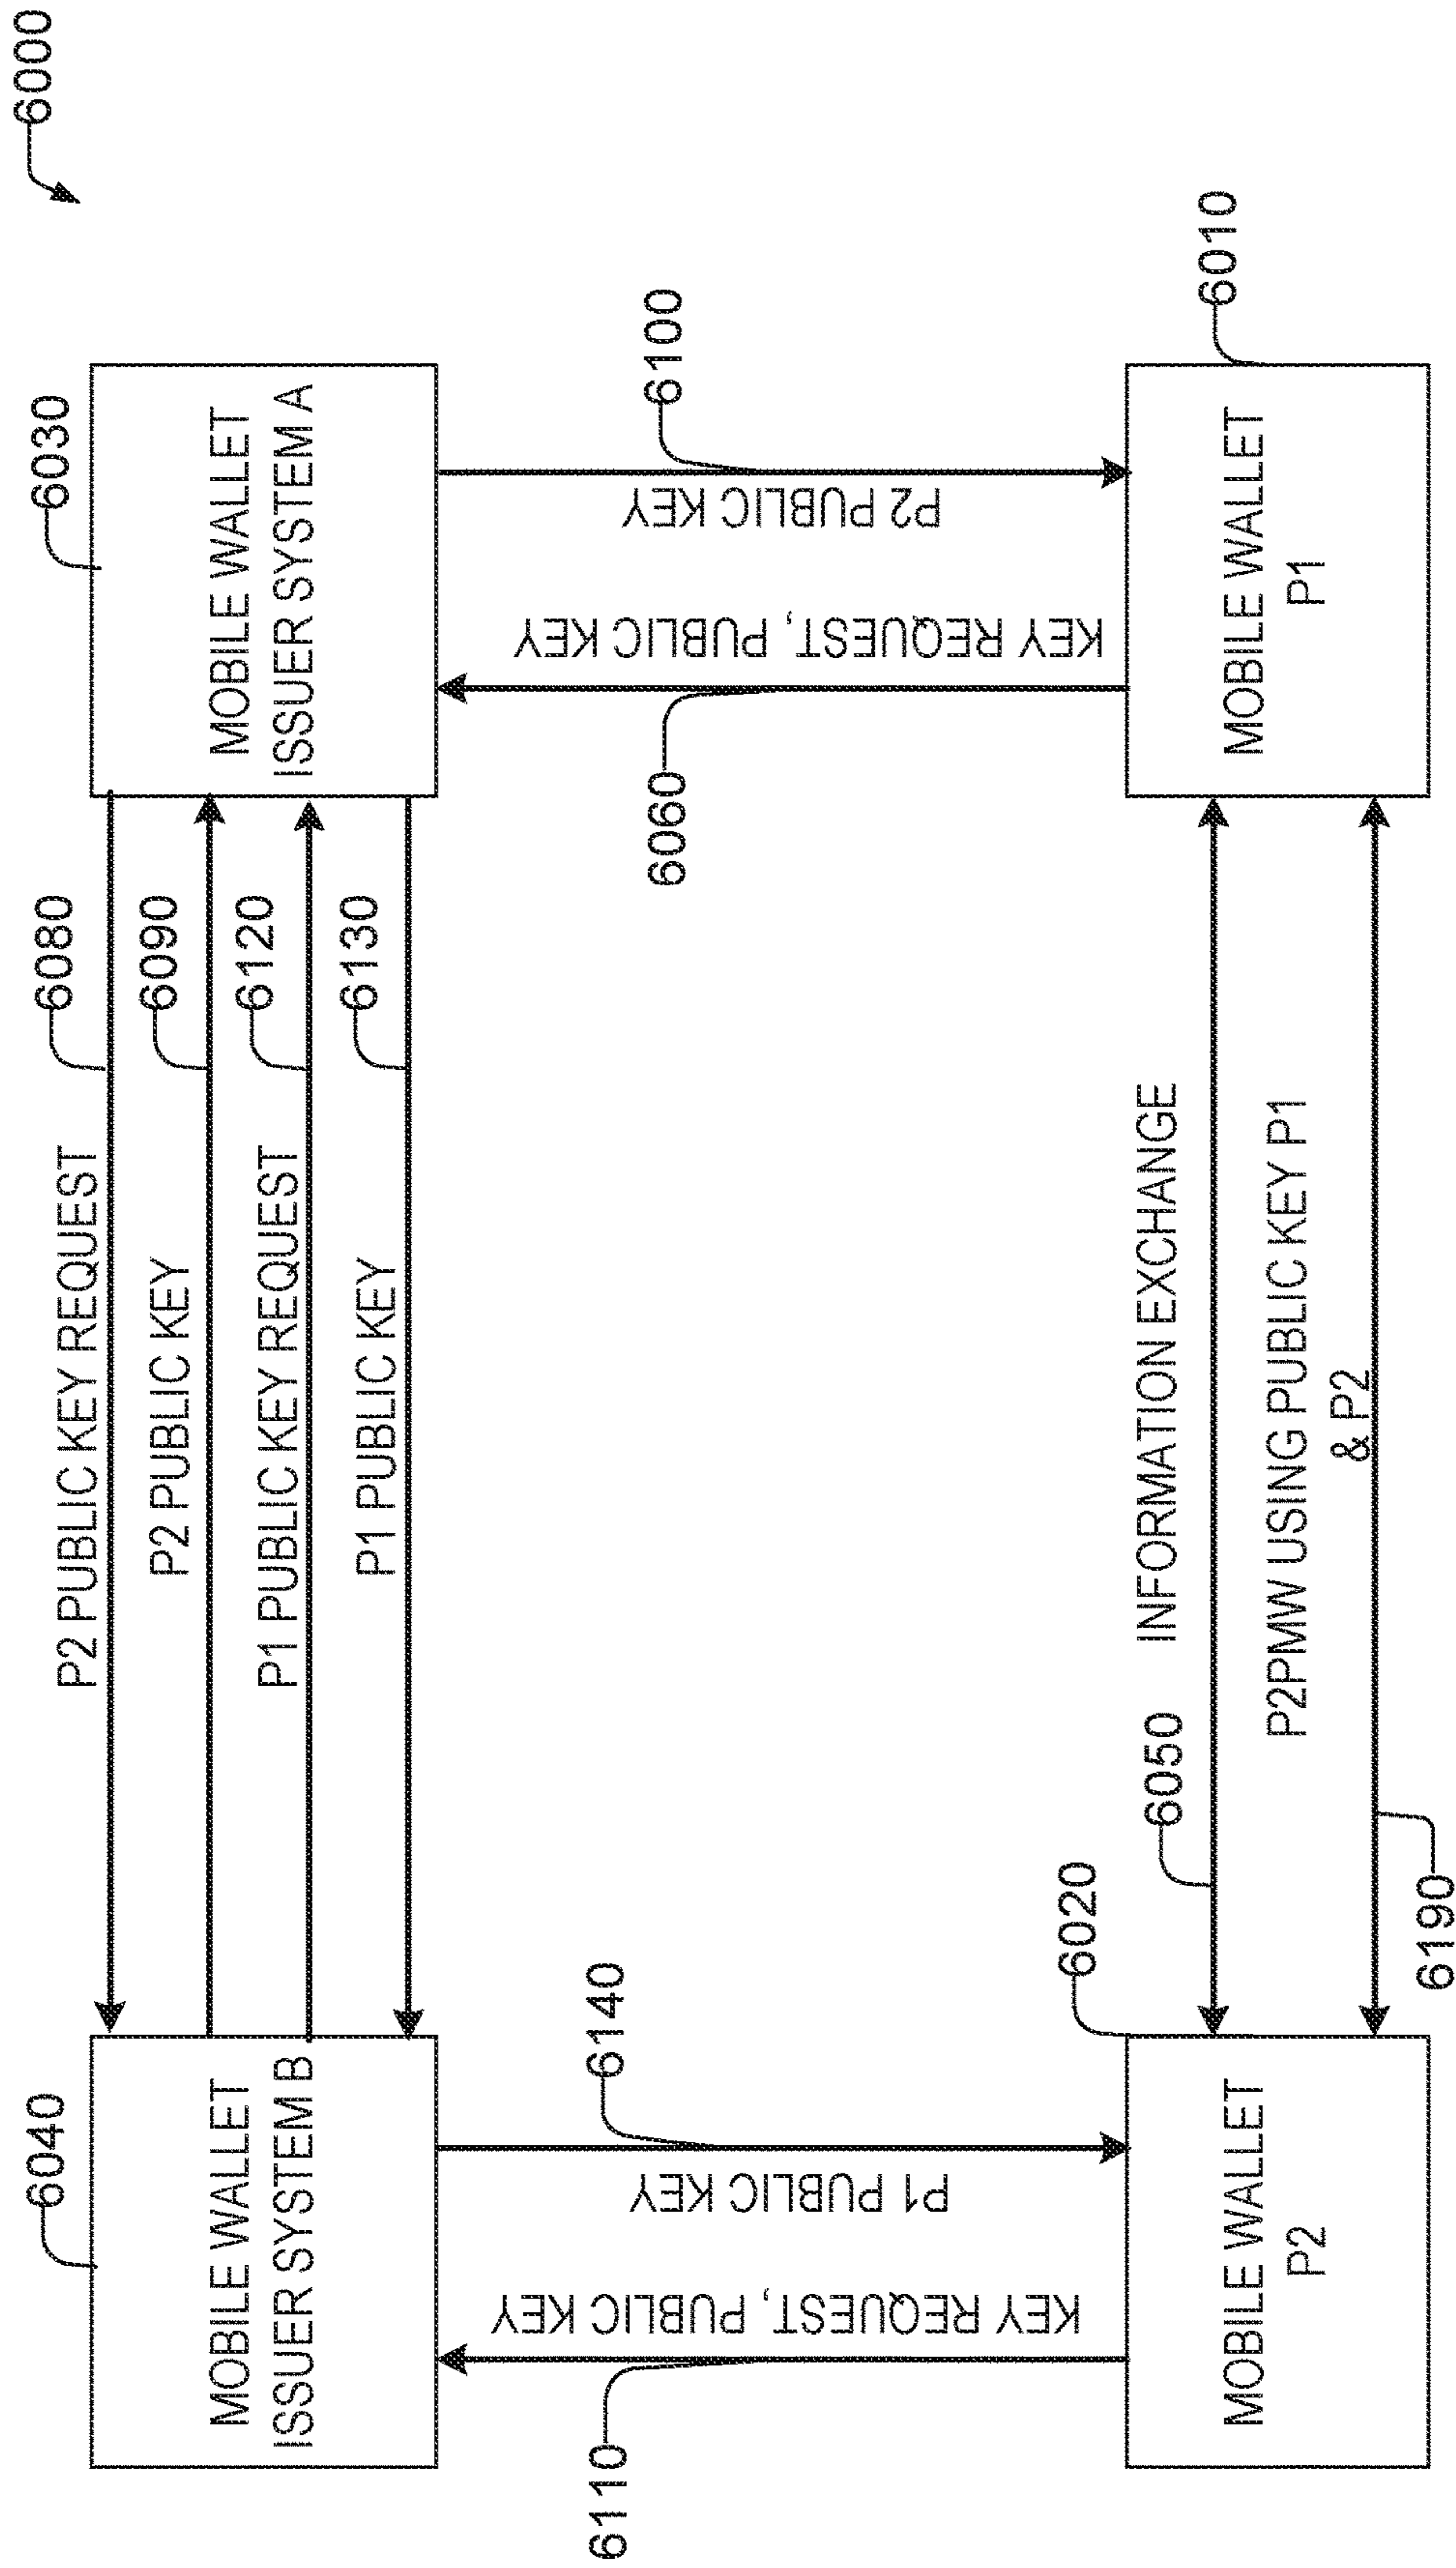 6000
6040
MOBILE WALLET
ISSUER SYSTEM B
P2 PUBLIC KEY REQUEST
6080
P2 PUBLIC KEY
6090
P1 PUBLIC KEY REQUEST
6120
P1 PUBLIC KEY
6130
6030
MOBILE WALLET
ISSUER SYSTEM A
6110
KEY REQUEST, PUBLIC KEY
P1 PUBLIC KEY
6140
6060
KEY REQUEST, PUBLIC KEY
P2 PUBLIC KEY
6100
6020
MOBILE WALLET
P2
6050
INFORMATION EXCHANGE
P2PMW USING PUBLIC KEY P1
& P2
6190
6010
MOBILE WALLET
P1